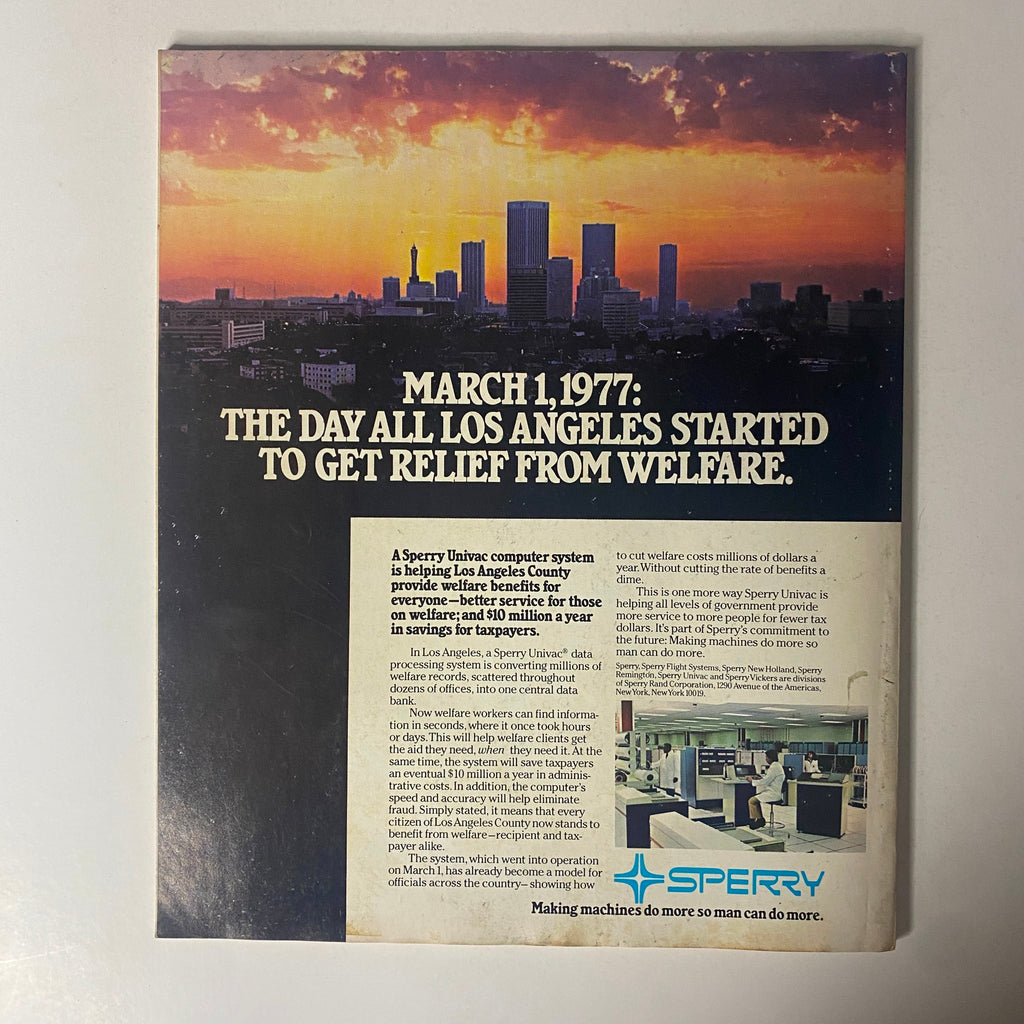 MARCH 1, 1977:
THE DAY ALL LOS ANGELES STARTED
TO GET RELIEF FROM WELFARE.
A Sperry Univac computer system
is helping Los Angeles County
provide welfare benefits for
everyone—better service for those
on welfare; and $10 million a year
in savings for taxpayers.
In Los Angeles, a Sperry Univac® data
processing system is converting millions of
welfare records, scattered throughout
dozens of offices, into one central data
bank.
Now welfare workers can find informa-
tion in seconds, where it once took hours
or days. This will help welfare clients get
the aid they need, when they need it. At the
same time, the system will save taxpayers
an eventual $10 million a year in adminis-
trative costs. In addition, the computer's
speed and accuracy will help eliminate
fraud. Simply stated, it means that every
citizen of Los Angeles County now stands to
benefit from welfare—recipient and tax-
payer alike.
The system, which went into operation
on March 1, has already become a model for
officials across the country—showing how
to cut welfare costs millions of dollars a
year. Without cutting the rate of benefits a
dime.
This is one more way Sperry Univac is
helping all levels of government provide
more service to more people for fewer tax
dollars. It's part of Sperry's commitment to
the future: Making machines do more so
man can do more.
Sperry, Sperry Flight Systems, Sperry New Holland, Sperry
Remington, Sperry Univac and Sperry Vickers are divisions
of Sperry Rand Corporation, 1290 Avenue of the Americas,
New York, New York 10019.
SPERRY
Making machines do more so man can do more.